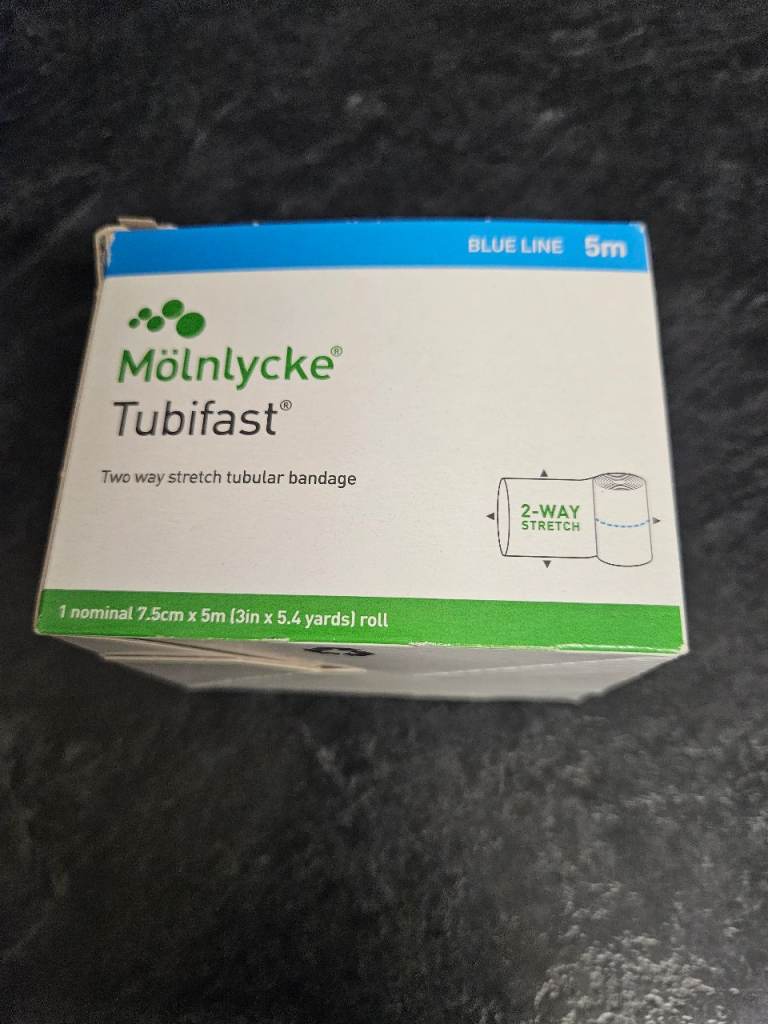 BLUE LINE 5m
Mölnlycke®
Tubifast®
Two way stretch tubular bandage
2-WAY
STRETCH
1 nominal 7.5cm x 5m (3in x 5.4 yards) roll